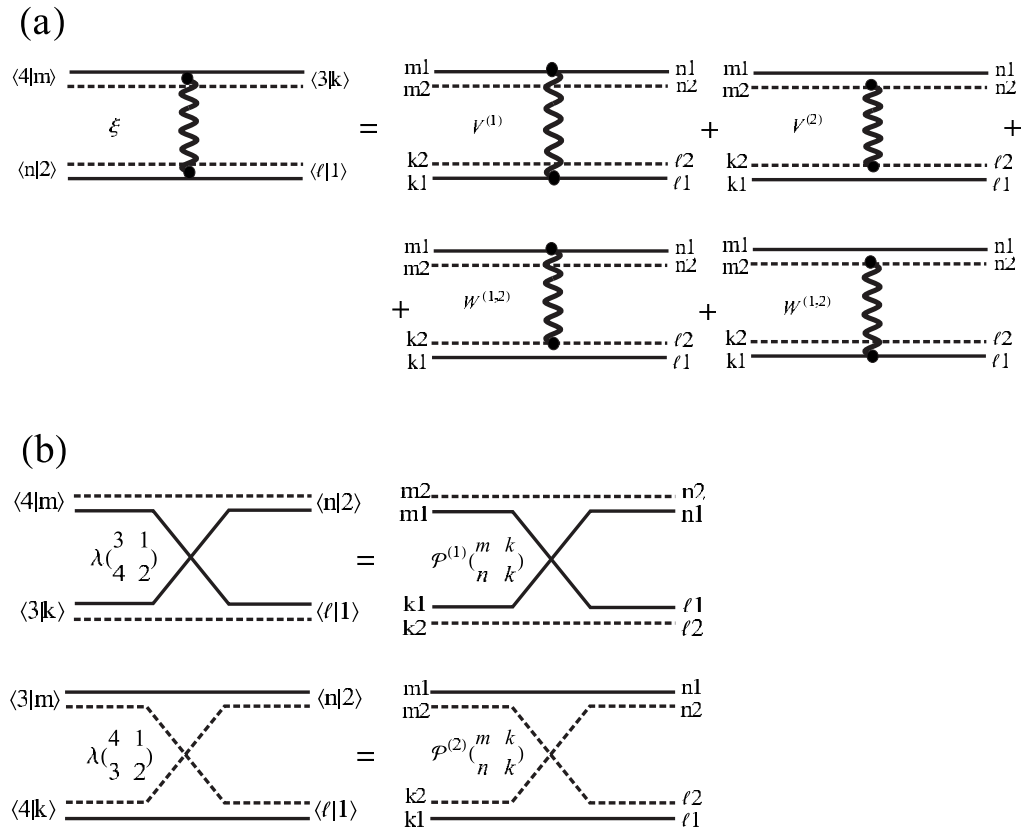 (a)
⟨4|m⟩ ⟨3|k⟩ m1 n1 m1 n1
m2 n2 m2 n2
ξ = V⁽¹⁾ + V⁽²⁾ +
⟨n|2⟩ ⟨ℓ|1⟩ k2 ℓ2 k2 ℓ2
k1 ℓ1 k1 ℓ1
m1 n1 m1 n1
m2 n2 m2 n2
+ W⁽¹,²⁾ + W⁽¹,²⁾
k2 ℓ2 k2 ℓ2
k1 ℓ1 k1 ℓ1
(b)
⟨4|m⟩ ⟨n|2⟩ m2 n2
m1 n1
λ(3 1 4 2) = 𝒫⁽¹⁾(m k n k)
⟨3|k⟩ ⟨ℓ|1⟩ k1 ℓ1
k2 ℓ2
⟨3|m⟩ ⟨n|2⟩ m1 n1
m2 n2
λ(4 1 3 2) = 𝒫⁽²⁾(m k n k)
⟨4|k⟩ ⟨ℓ|1⟩ k2 ℓ2
k1 ℓ1